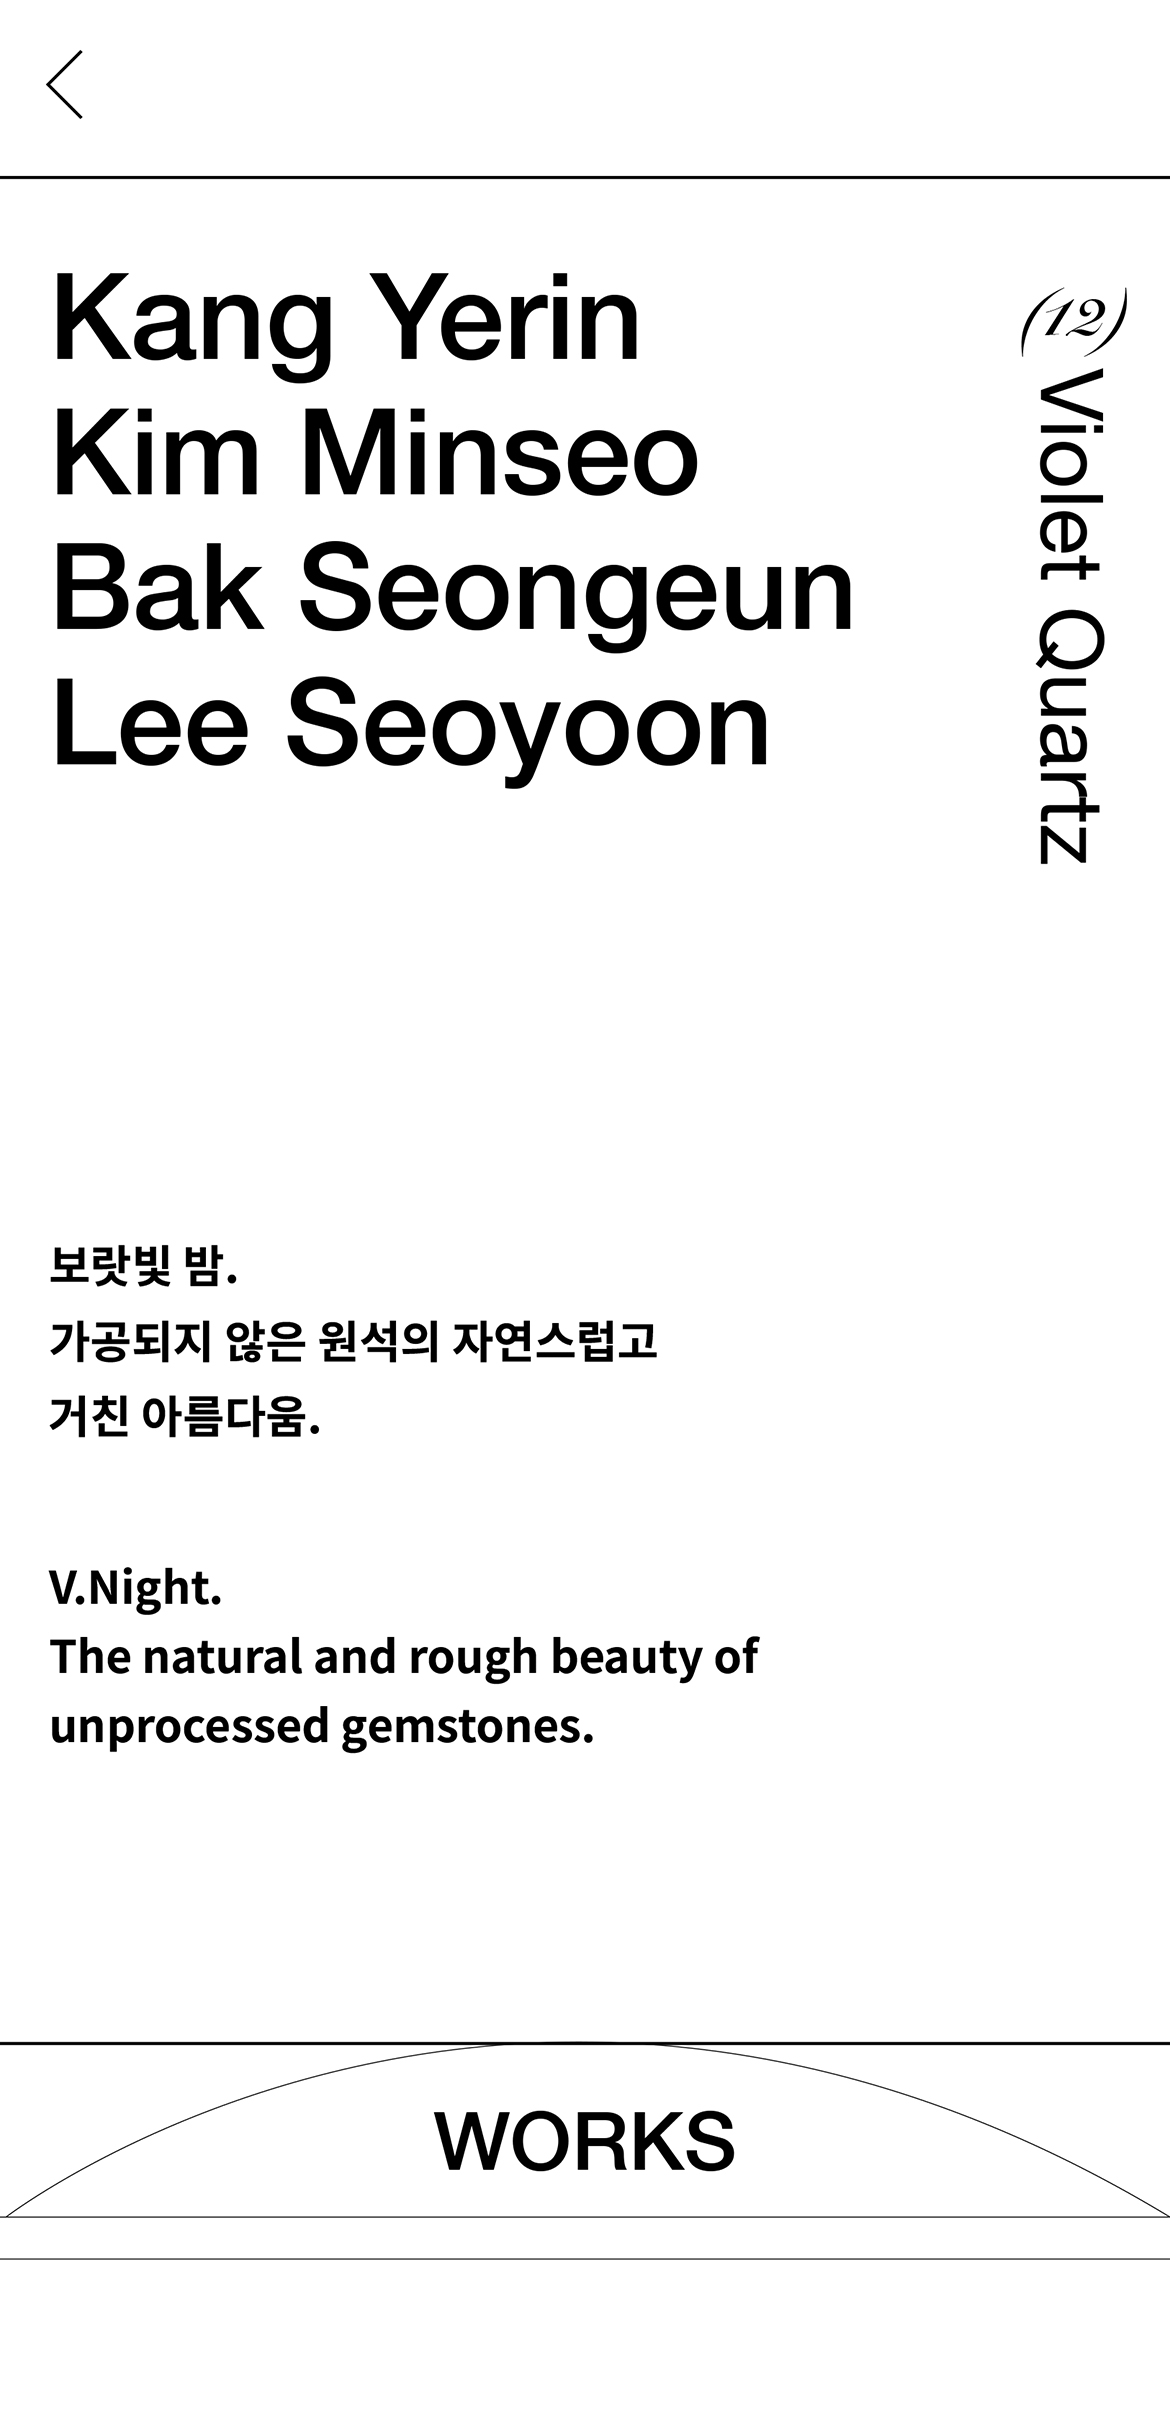 Kang Yerin
Kim Minseo
Bak Seongeun
Lee Seoyoon
(12) Violet Quartz
보랏빛 밤.
가공되지 않은 원석의 자연스럽고
거친 아름다움.
V.Night.
The natural and rough beauty of
unprocessed gemstones.
WORKS